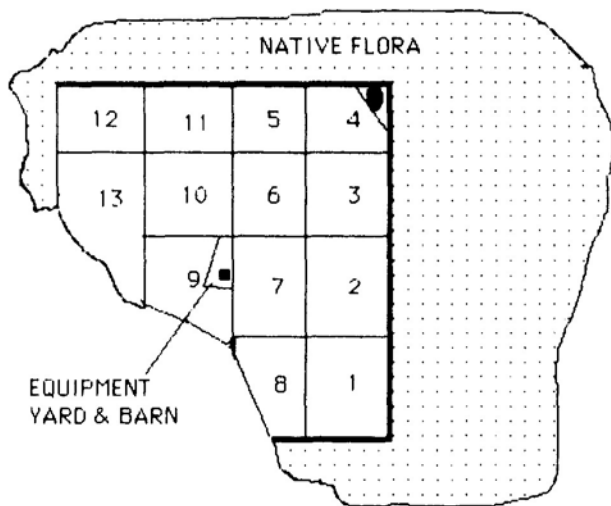 NATIVE FLORA
12 11 5 4
13 10 6 3
9 7 2
8 1
EQUIPMENT
YARD & BARN